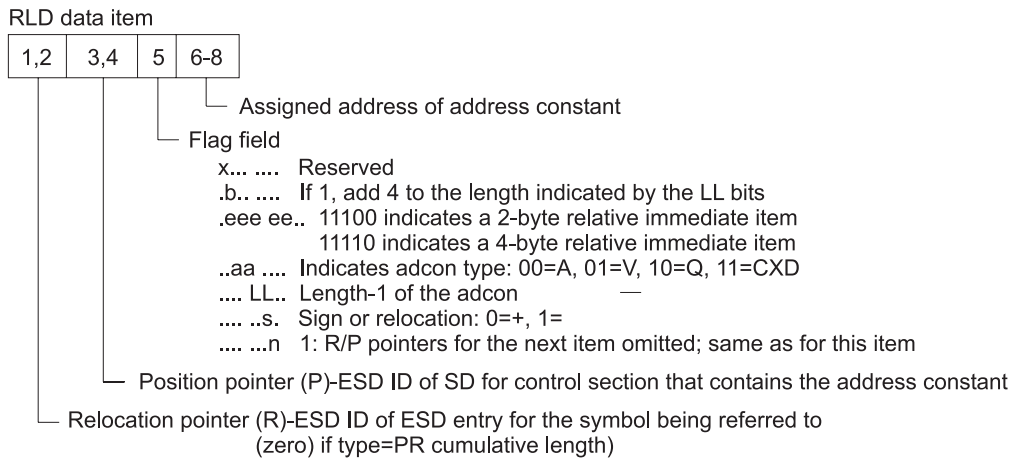 RLD data item
1,2 3,4 5 6-8
Assigned address of address constant
Flag field
x... .... Reserved
.b.. .... If 1, add 4 to the length indicated by the LL bits
.eee ee.. 11100 indicates a 2-byte relative immediate item
11110 indicates a 4-byte relative immediate item
..aa .... Indicates adcon type: 00=A, 01=V, 10=Q, 11=CXD
.... LL.. Length-1 of the adcon —
.... ..s. Sign or relocation: 0=+, 1=
.... ...n 1: R/P pointers for the next item omitted; same as for this item
Position pointer (P)-ESD ID of SD for control section that contains the address constant
Relocation pointer (R)-ESD ID of ESD entry for the symbol being referred to
(zero) if type=PR cumulative length)